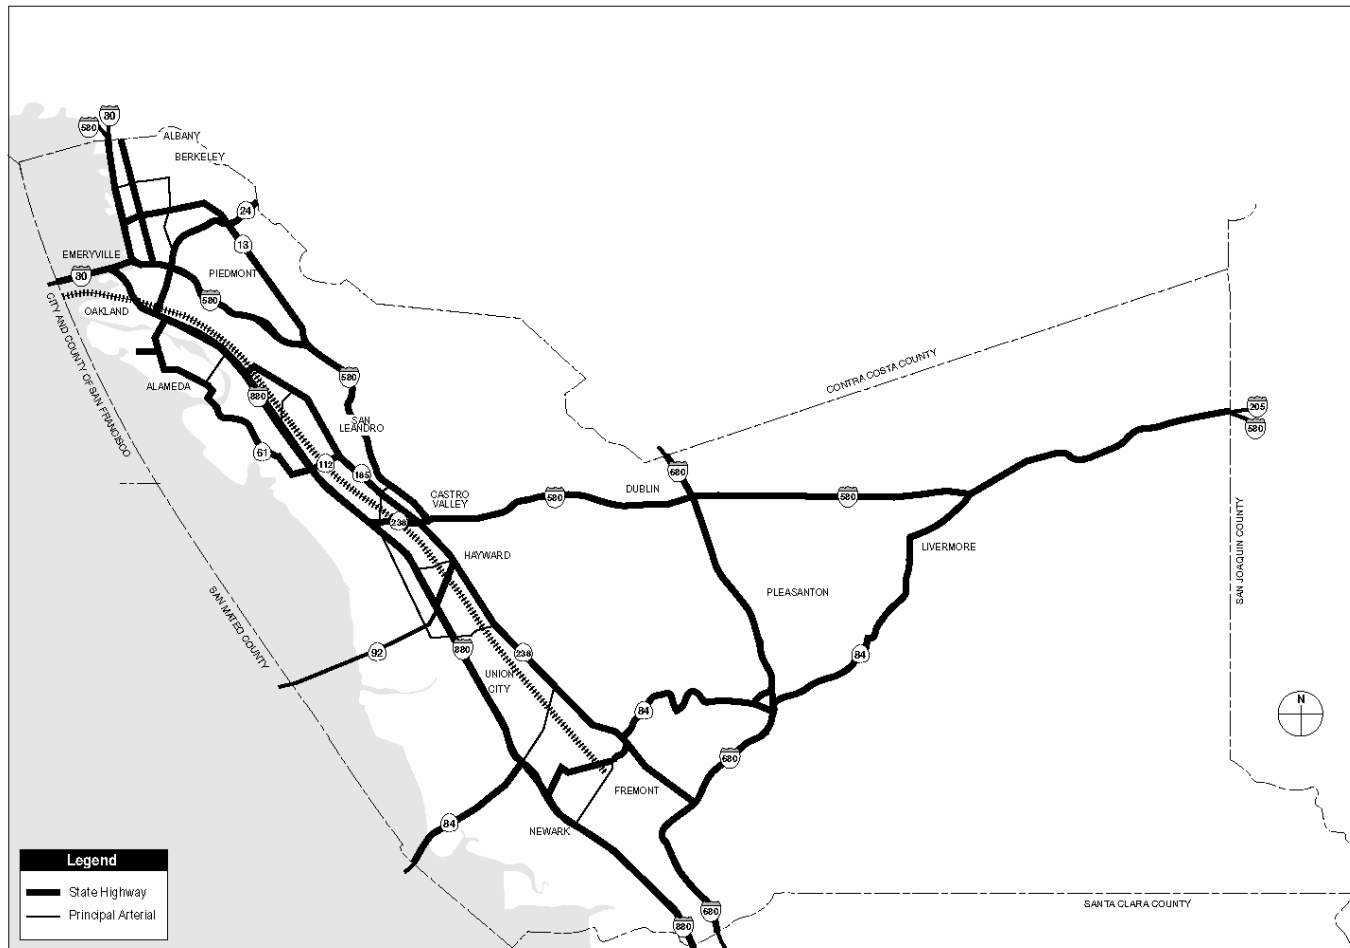 80
580
ALBANY
BERKELEY
24
13
EMERYVILLE
80
PIEDMONT
580
OAKLAND
CITY AND COUNTY OF SAN FRANCISCO
CONTRA COSTA COUNTY
580
ALAMEDA
880
205
580
SAN
LEANDRO
61
112
185
680
DUBLIN
CASTRO
VALLEY
580
580
238
HAYWARD
LIVERMORE
SAN JOAQUIN COUNTY
PLEASANTON
SAN MATEO COUNTY
92
880
238
84
UNION
CITY
84
N
680
FREMONT
84
NEWARK
Legend
State Highway
Principal Arterial
SANTA CLARA COUNTY
680
880